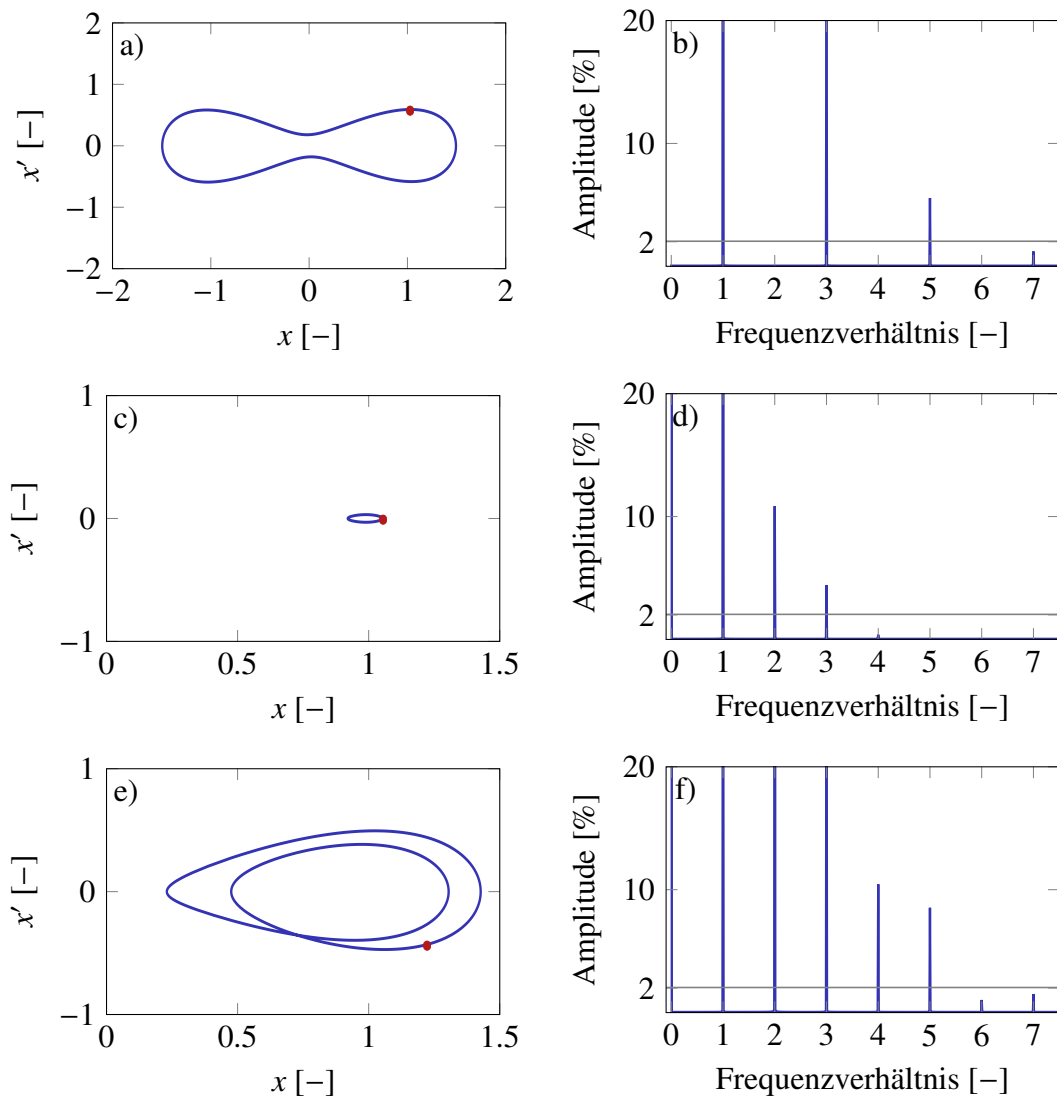 a)
2
1
0
−1
−2
x′ [−]
−2 −1 0 1 2
x [−]
b)
20
10
2
Amplitude [%]
0 1 2 3 4 5 6 7
Frequenzverhältnis [−]
c)
1
0
−1
x′ [−]
0 0.5 1 1.5
x [−]
d)
20
10
2
Amplitude [%]
0 1 2 3 4 5 6 7
Frequenzverhältnis [−]
e)
1
0
−1
x′ [−]
0 0.5 1 1.5
x [−]
f)
20
10
2
Amplitude [%]
0 1 2 3 4 5 6 7
Frequenzverhältnis [−]